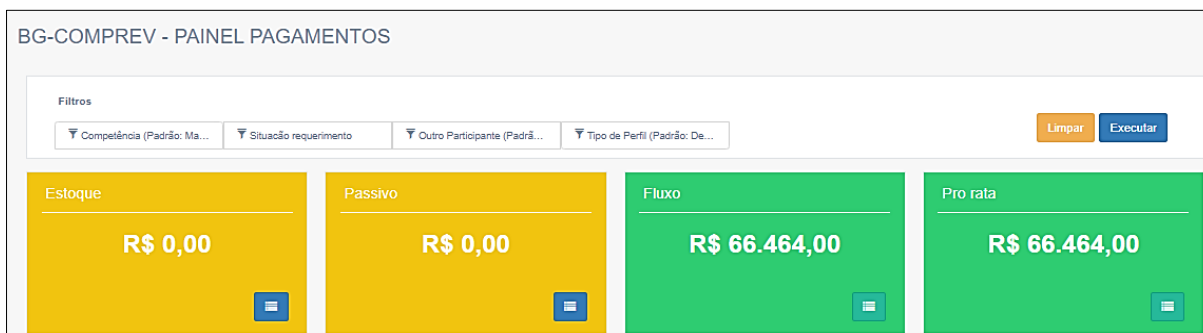 BG-COMPREV - PAINEL PAGAMENTOS
Filtros
Competência (Padrão: Ma... Situacão requerimento Outro Participante (Padrã... Tipo de Perfil (Padrão: De... Limpar Executar
Estoque Passivo Fluxo Pro rata
R$ 0,00 R$ 0,00 R$ 66.464,00 R$ 66.464,00